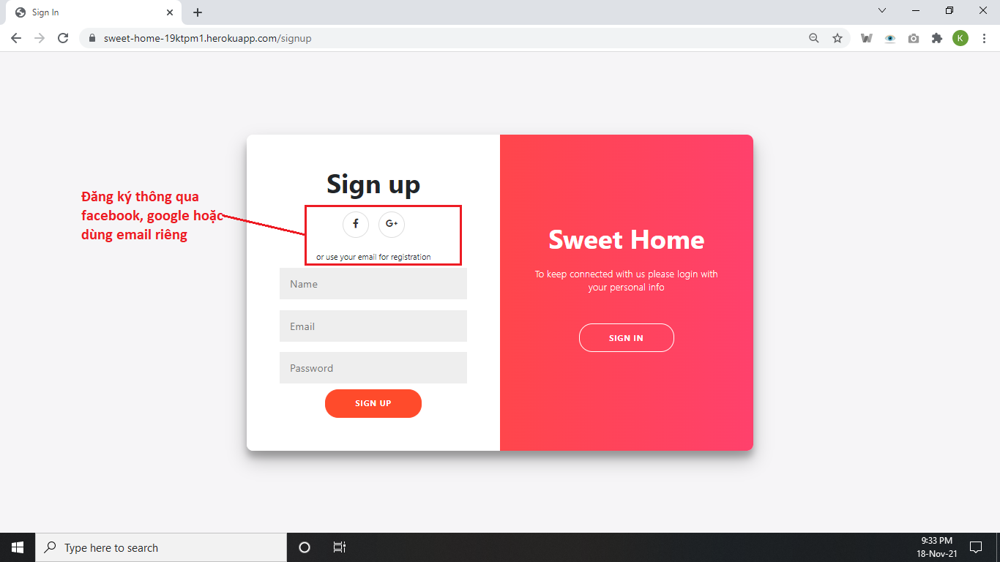 Sign In
sweet-home-19ktpm1.herokuapp.com/signup
K
Sign up
Đăng ký thông qua
facebook, google hoặc
dùng email riêng
f
G+
or use your email for registration
Name
Email
Password
SIGN UP
Sweet Home
To keep connected with us please login with
your personal info
SIGN IN
Type here to search
9:33 PM
18-Nov-21